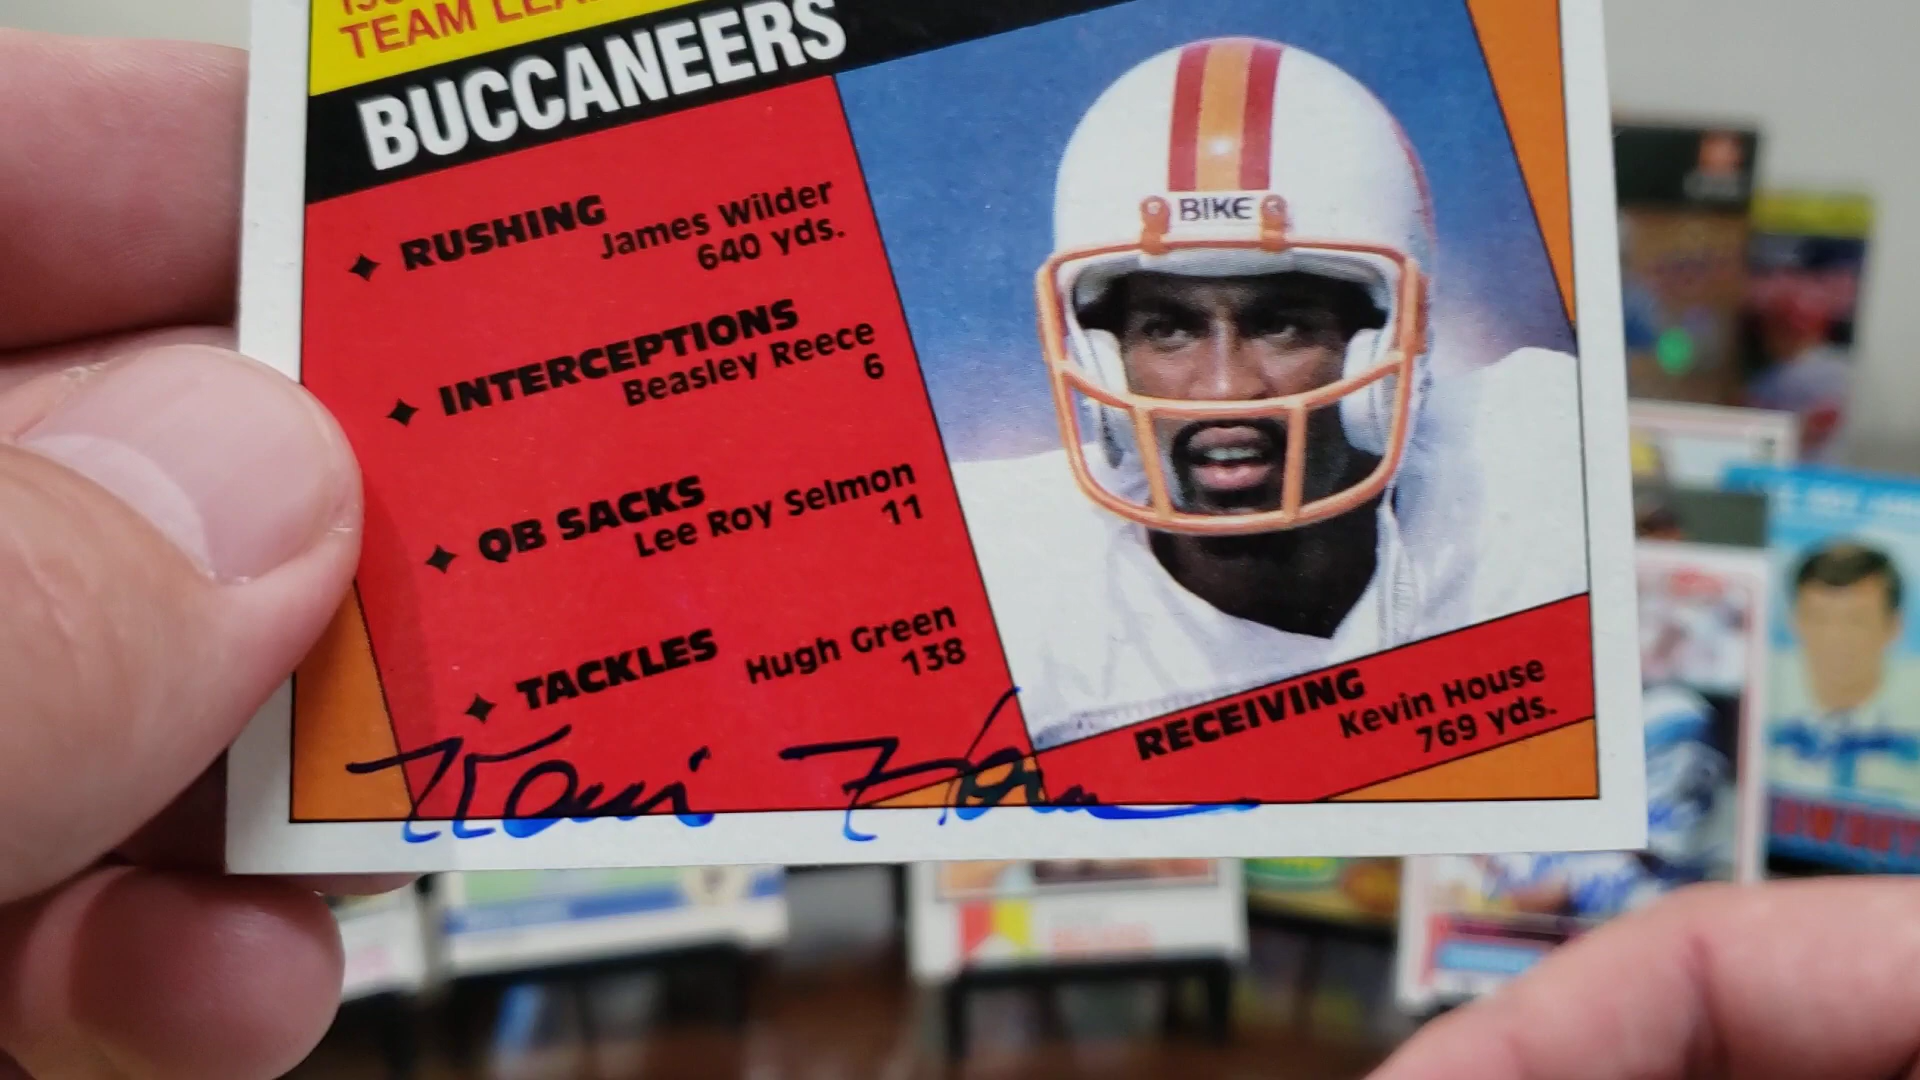 TEAM
BUCCANEERS
BIKE
RUSHING
James Wilder
640 yds.
INTERCEPTIONS
Beasley Reece
6
QB SACKS
Lee Roy Selmon
11
TACKLES
Hugh Green
138
RECEIVING
Kevin House
769 yds.